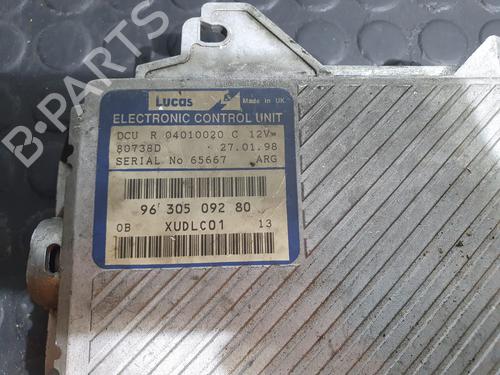 B-PARTS
Lucas Made in UK
ELECTRONIC CONTROL UNIT
DCU R 04010020 C 12V
80738D 27.01.98
SERIAL No 65667 ARG
96 305 092 80
0B XUDLC01 13